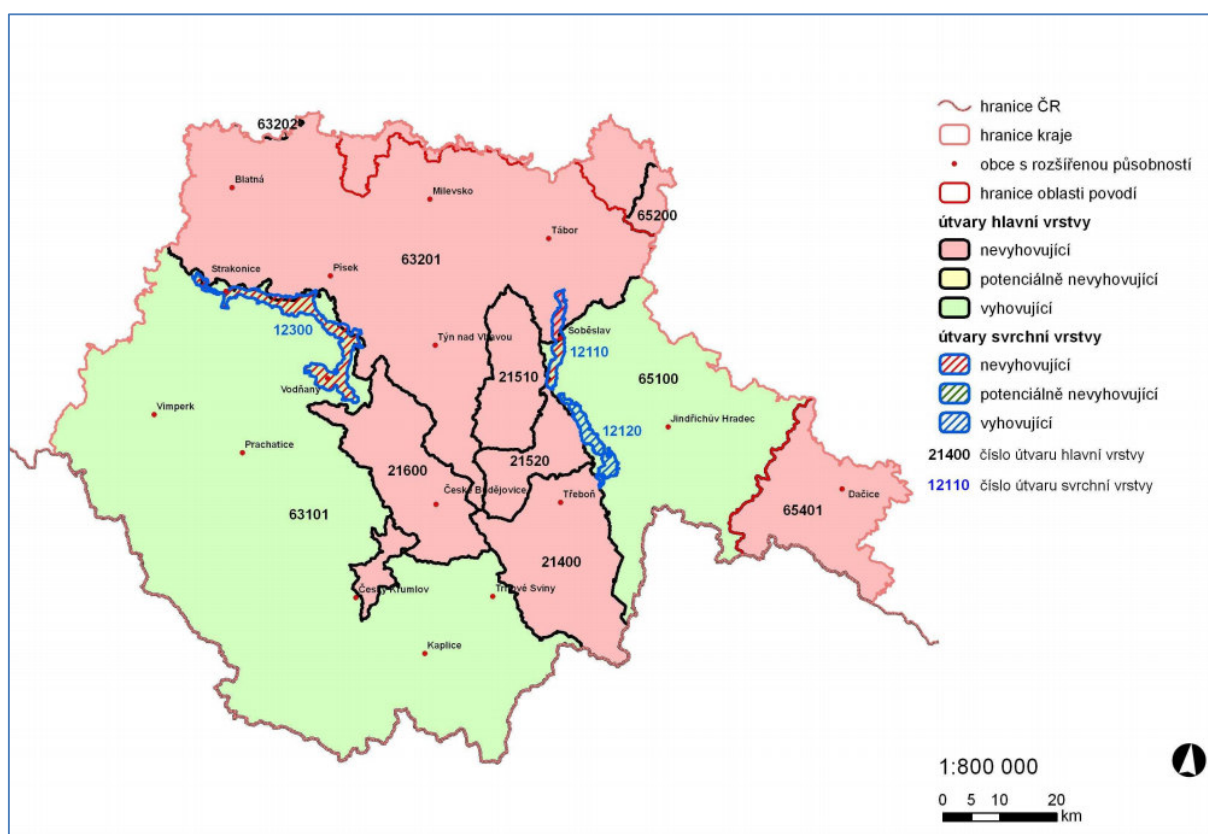 63202
Blatná
Milevsko
65200
Tábor
63201
Strakonice
Písek
12300
Týn nad Vltavou
Soběslav
12110
21510
65100
Vodňany
Vimperk
Prachatice
12120
Jindřichův Hradec
21600
21520
České Budějovice
Třeboň
Dačice
65401
63101
21400
Český Krumlov
Trhové Sviny
Kaplice
hranice ČR
hranice kraje
obce s rozšířenou působností
hranice oblasti povodí
útvary hlavní vrstvy
nevyhovující
potenciálně nevyhovující
vyhovující
útvary svrchní vrstvy
nevyhovující
potenciálně nevyhovující
vyhovující
21400 číslo útvaru hlavní vrstvy
12110 číslo útvaru svrchní vrstvy
1:800 000
0 5 10 20
km